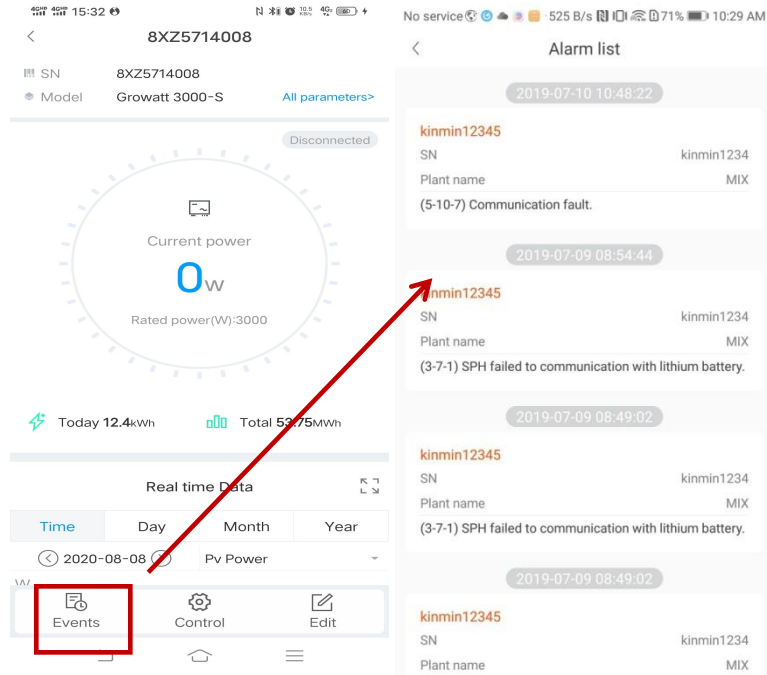 4GHD 4GHD 15:32
10.5 KB/s 4G
8XZ5714008
SN 8XZ5714008
Model Growatt 3000-S All parameters>
Disconnected
Current power
0w
Rated power(W):3000
Today 12.4kWh Total 53.75MWh
Real time Data
Time Day Month Year
2020-08-08 Pv Power
W
Events Control Edit
No service 525 B/s 71% 10:29 AM
Alarm list
2019-07-10 10:48:22
kinmin12345
SN kinmin1234
Plant name MIX
(5-10-7) Communication fault.
2019-07-09 08:54:44
kinmin12345
SN kinmin1234
Plant name MIX
(3-7-1) SPH failed to communication with lithium battery.
2019-07-09 08:49:02
kinmin12345
SN kinmin1234
Plant name MIX
(3-7-1) SPH failed to communication with lithium battery.
2019-07-09 08:49:02
kinmin12345
SN kinmin1234
Plant name MIX